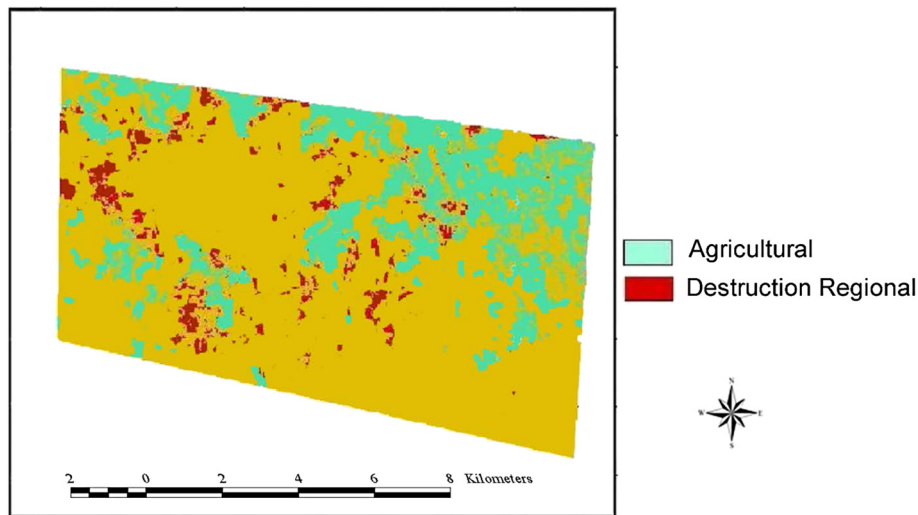 Agricultural
Destruction Regional
N
W E
S
2 0 2 4 6 8 Kilometers